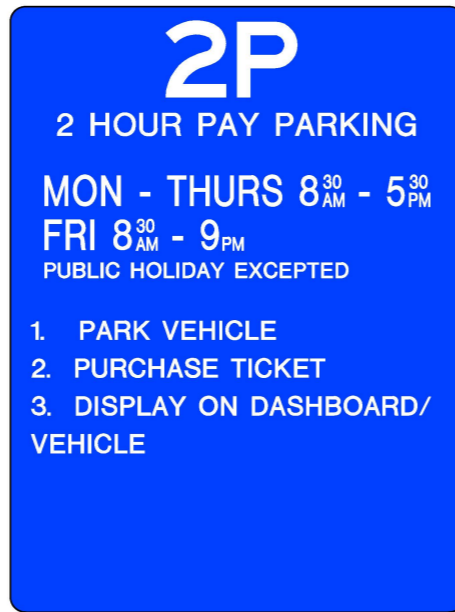 2P
2 HOUR PAY PARKING
MON - THURS 8 30 AM - 5 30 PM
FRI 8 30 AM - 9 PM
PUBLIC HOLIDAY EXCEPTED
1. PARK VEHICLE
2. PURCHASE TICKET
3. DISPLAY ON DASHBOARD/
VEHICLE